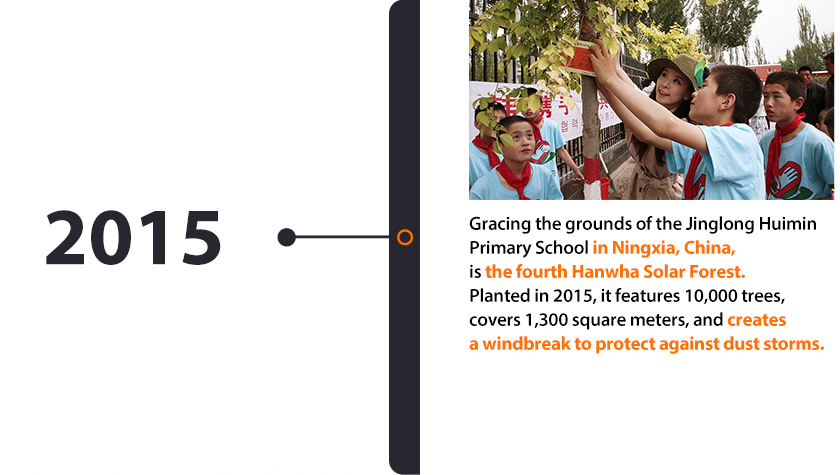 2015
携手
Gracing the grounds of the Jinglong Huimin
Primary School in Ningxia, China,
is the fourth Hanwha Solar Forest.
Planted in 2015, it features 10,000 trees,
covers 1,300 square meters, and creates
a windbreak to protect against dust storms.